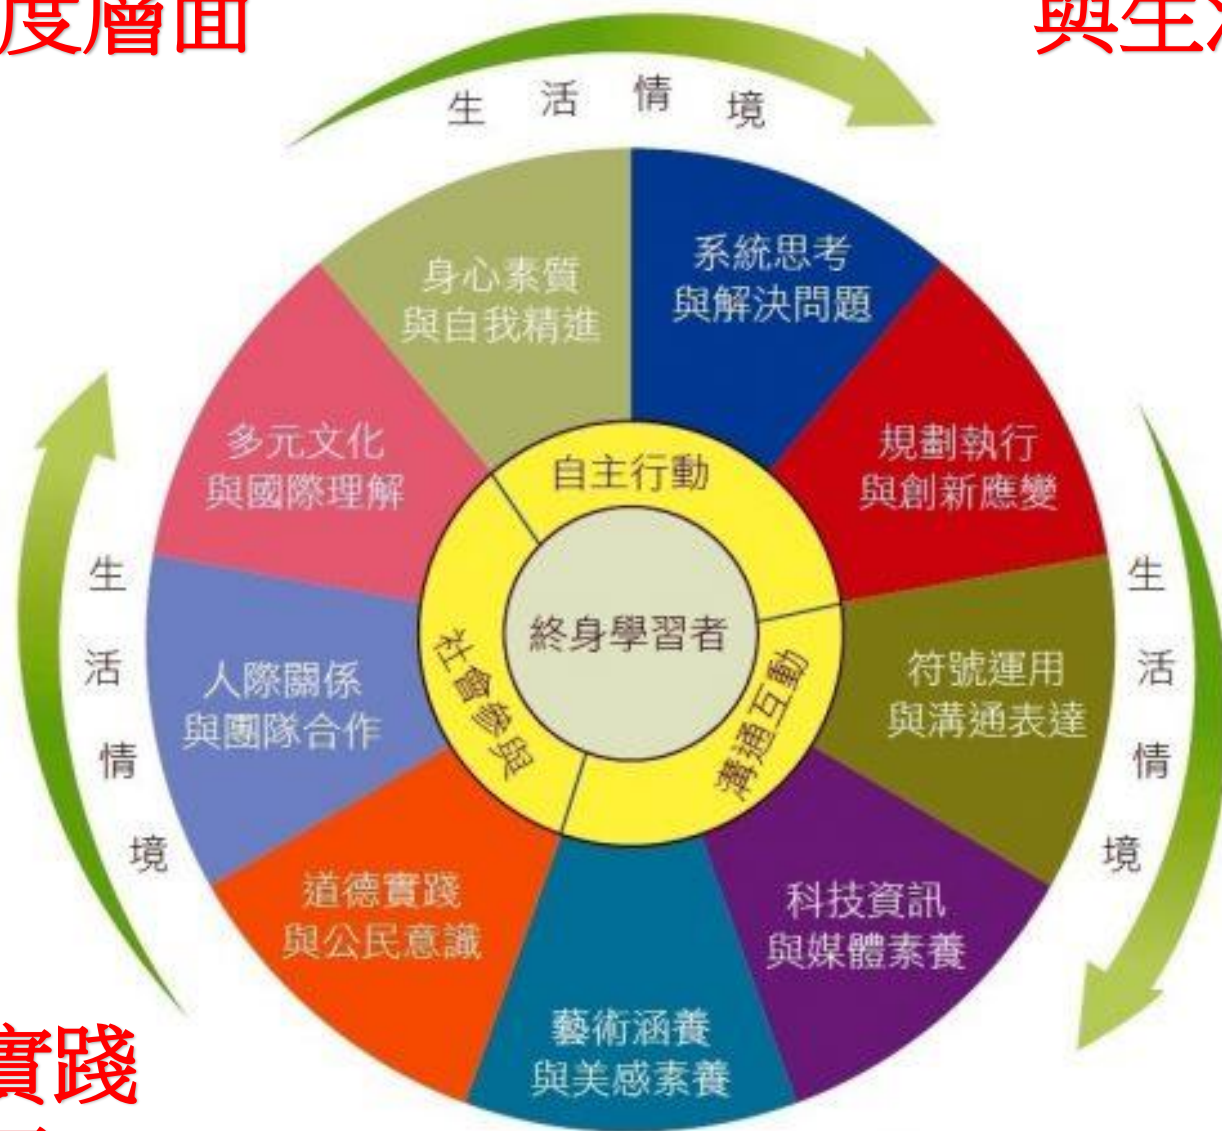 度層面
與生
生活情境
系統思考
與解決問題
身心素質
與自我精進
規劃執行
與創新應變
多元文化
與國際理解
自主行動
終身學習者
社會參與
溝通互動
符號運用
與溝通表達
人際關係
與團隊合作
生活情境
生活情境
道德實踐
與公民意識
科技資訊
與媒體素養
藝術涵養
與美感素養
實踐